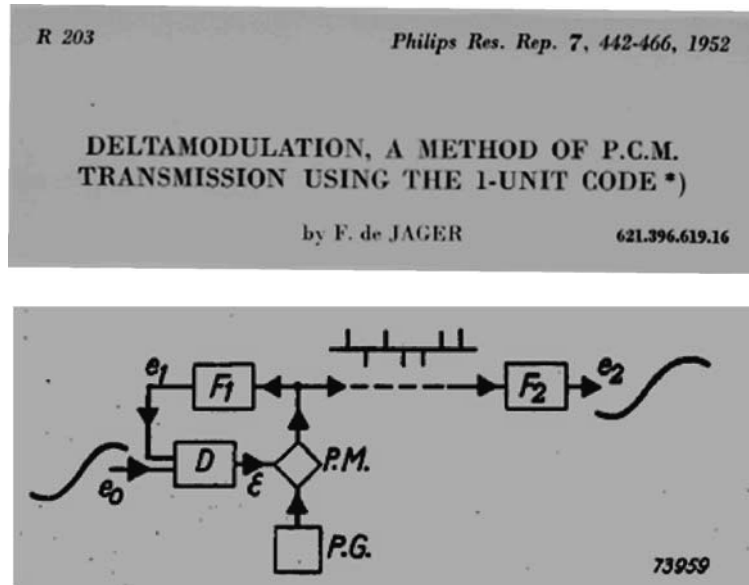 R 203
Philips Res. Rep. 7, 442-466, 1952
DELTAMODULATION, A METHOD OF P.C.M.
TRANSMISSION USING THE 1-UNIT CODE *)
by F. de JAGER
621.396.619.16
e1
F1
F2
e2
D
P.M.
e0
ε
P.G.
73959